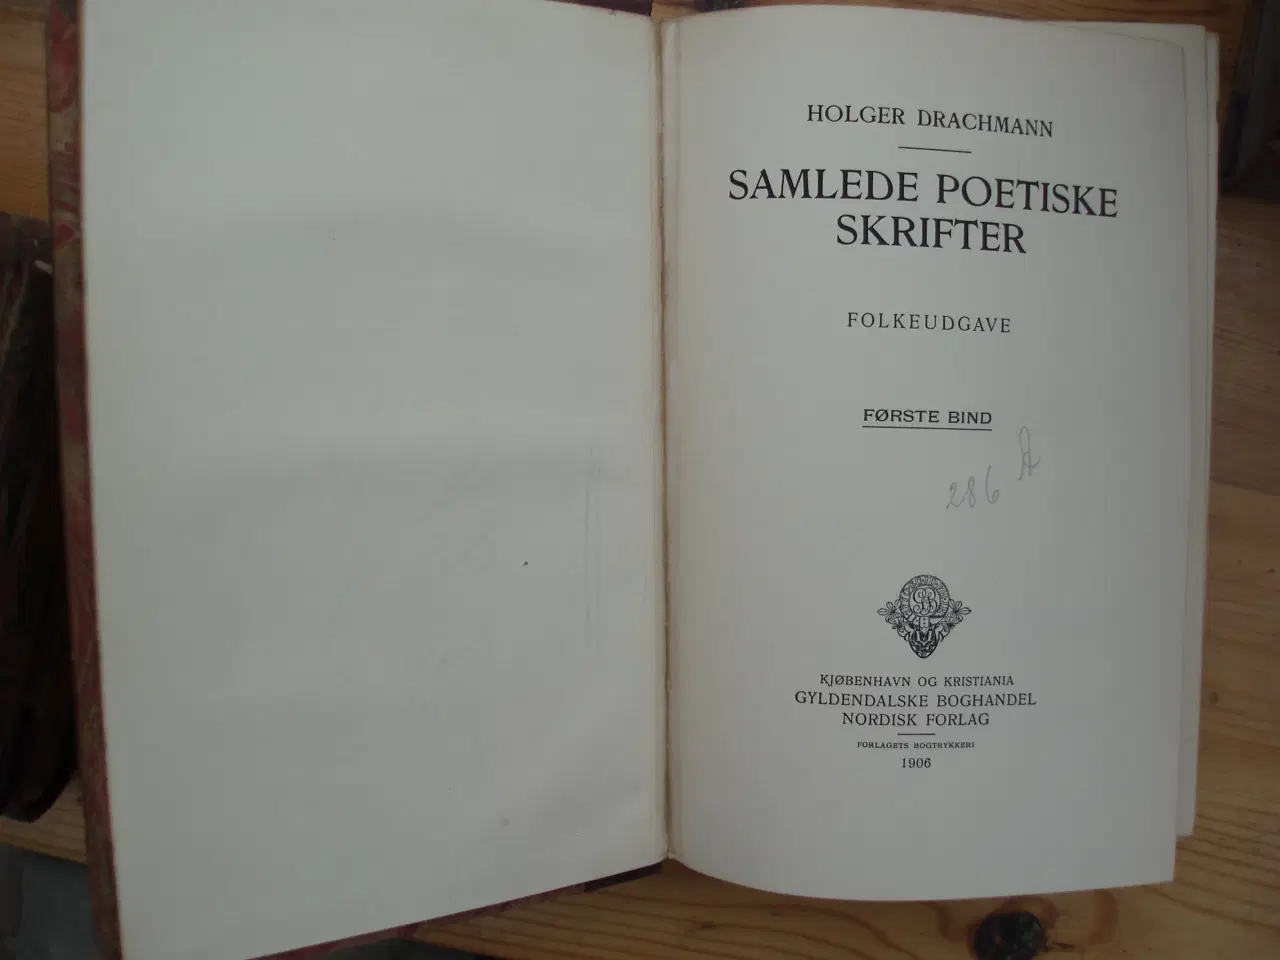 HOLGER DRACHMANN
SAMLEDE POETISKE
SKRIFTER
FOLKEUDGAVE
FØRSTE BIND
286 A
KJØBENHAVN OG KRISTIANIA
GYLDENDALSKE BOGHANDEL
NORDISK FORLAG
FORLAGETS BOGTRYKKERI
1906